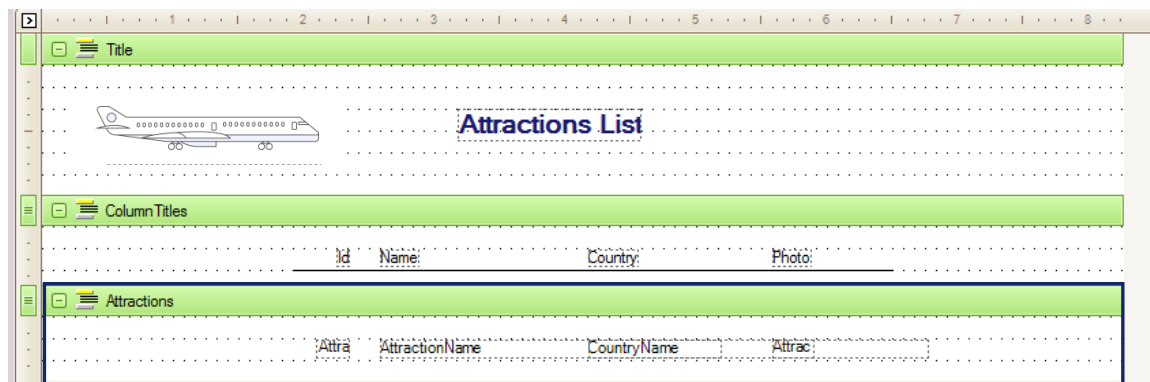 1 2 3 4 5 6 7 8
Title
Attractions List
ColumnTitles
Id Name Country Photo
Attractions
Attra AttractionName CountryName Attrac